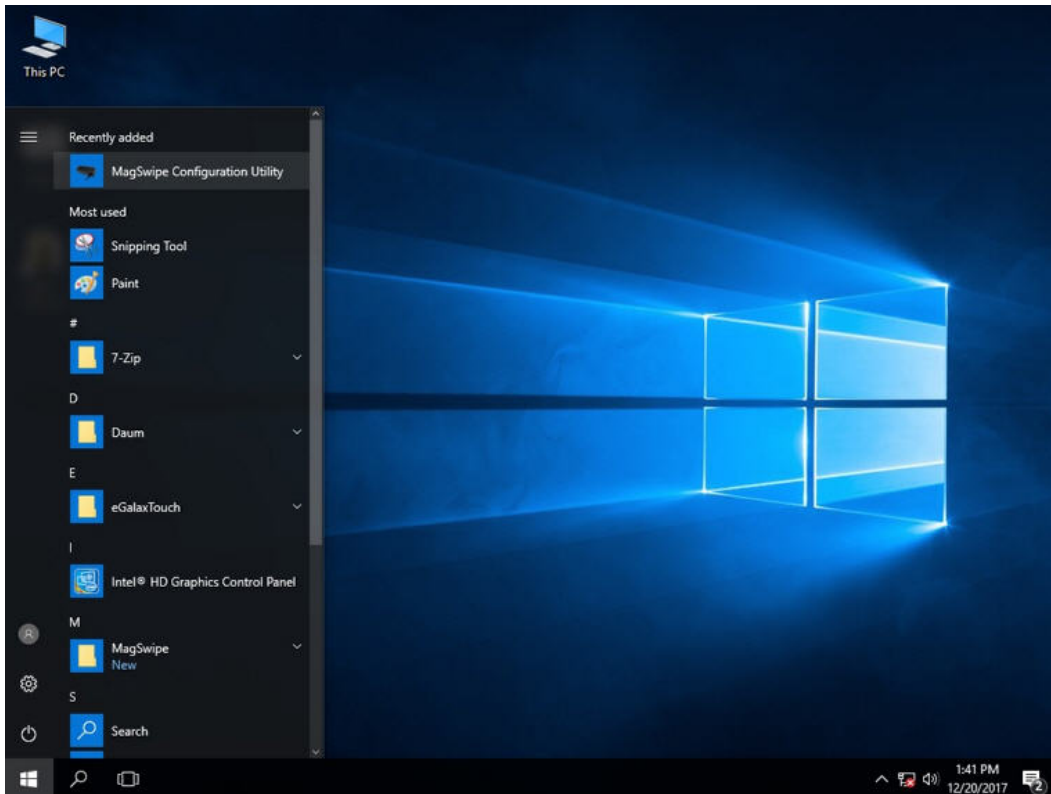 This PC
Recently added
MagSwipe Configuration Utility
Most used
Snipping Tool
Paint
#
7-Zip
D
Daum
E
eGalaxTouch
I
Intel® HD Graphics Control Panel
M
MagSwipe
New
S
Search
1:41 PM
12/20/2017
2